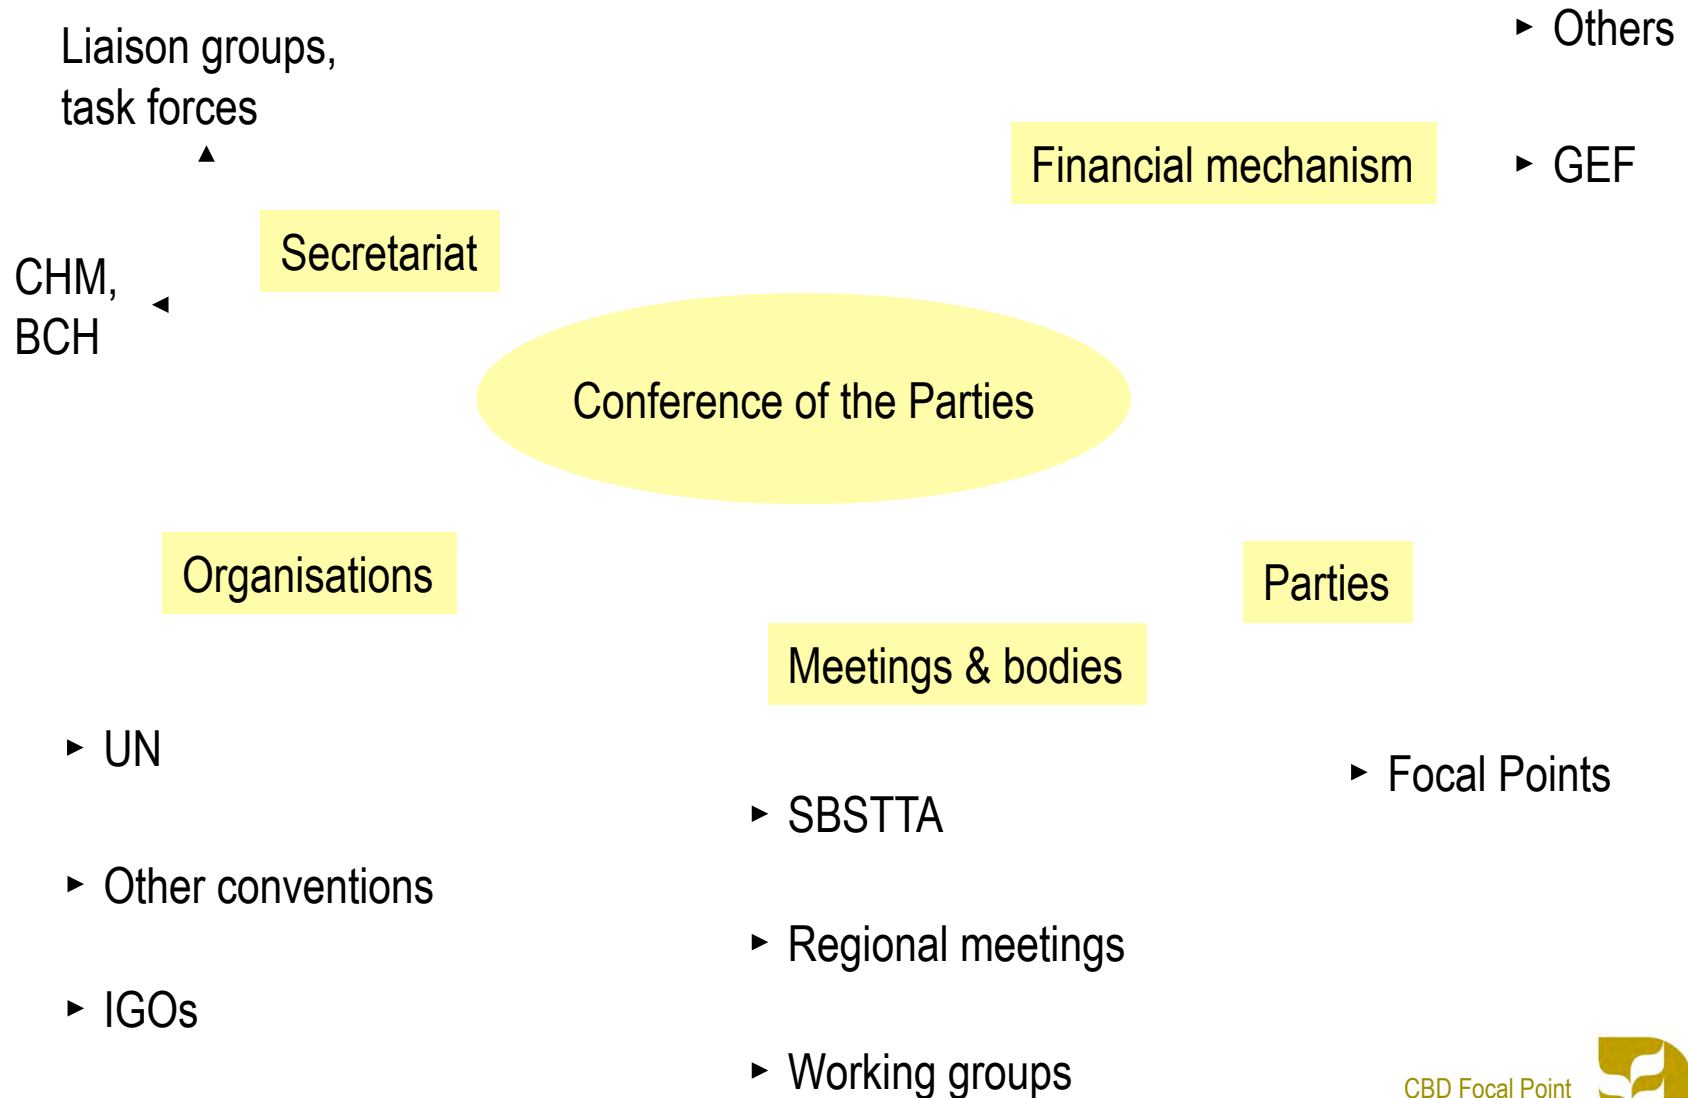 Liaison groups,
task forces
► Others
Financial mechanism
► GEF
Secretariat
CHM,
BCH
Conference of the Parties
Organisations
Parties
Meetings & bodies
► UN
► Other conventions
► IGOs
► SBSTTA
► Regional meetings
► Working groups
► Focal Points
CBD Focal Point